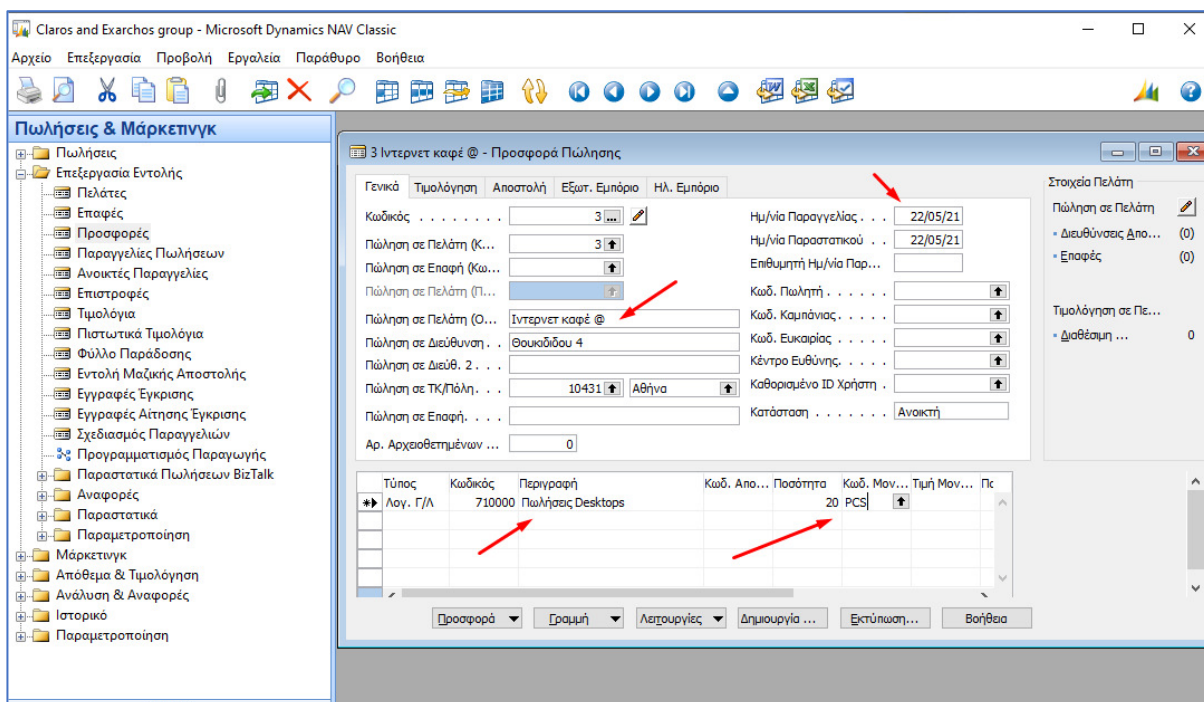 Claros and Exarchos group - Microsoft Dynamics NAV Classic
Αρχείο Επεξεργασία Προβολή Εργαλεία Παράθυρο Βοήθεια
Πωλήσεις & Μάρκετινγκ
Πωλήσεις
Επεξεργασία Εντολής
Πελάτες
Επαφές
Προσφορές
Παραγγελίες Πωλήσεων
Ανοικτές Παραγγελίες
Επιστροφές
Τιμολόγια
Πιστωτικά Τιμολόγια
Φύλλο Παράδοσης
Εντολή Μαζικής Αποστολής
Εγγραφές Έγκρισης
Εγγραφές Αίτησης Έγκρισης
Σχεδιασμός Παραγγελιών
Προγραμματισμός Παραγωγής
Παραστατικά Πωλήσεων BizTalk
Αναφορές
Παραστατικά
Παραμετροποίηση
Μάρκετινγκ
Απόθεμα & Τιμολόγηση
Ανάλυση & Αναφορές
Ιστορικό
Παραμετροποίηση
3 Ιντερνετ καφέ @ - Προσφορά Πώλησης
Γενικά Τιμολόγηση Αποστολή Εξωτ. Εμπόριο Ηλ. Εμπόριο
Κωδικός . . . . . . . . 3 ...
Πώληση σε Πελάτη (Κ... 3
Πώληση σε Επαφή (Κω...
Πώληση σε Πελάτη (Π...
Πώληση σε Πελάτη (Ο... Ιντερνετ καφέ @
Πώληση σε Διεύθυνση . . Θουκιδίδου 4
Πώληση σε Διεύθ. 2 . . .
Πώληση σε ΤΚ/Πόλη. . . 10431 Αθήνα
Πώληση σε Επαφή. . . .
Αρ. Αρχειοθετημένων ... 0
Ημ/νία Παραγγελίας . . . 22/05/21
Ημ/νία Παραστατικού . . 22/05/21
Επιθυμητή Ημ/νία Παρ...
Κωδ. Πωλητή . . . . . .
Κωδ. Καμπάνιας. . . . .
Κωδ. Ευκαιρίας . . . . .
Κέντρο Ευθύνης. . . . .
Καθορισμένο ID Χρήστη .
Κατάσταση . . . . . . . Ανοικτή
Στοιχεία Πελάτη
Πώληση σε Πελάτη
Διευθύνσεις Απο... (0)
Επαφές (0)
Τιμολόγηση σε Πε...
Διαθέσιμη ... 0
Τύπος Κωδικός Περιγραφή Κωδ. Απο... Ποσότητα Κωδ. Μον... Τιμή Μον... Πο
Λογ. Γ/Λ 710000 Πωλήσεις Desktops 20 PCS
Προσφορά Γραμμή Λειτουργίες Δημιουργία ... Εκτύπωση... Βοήθεια